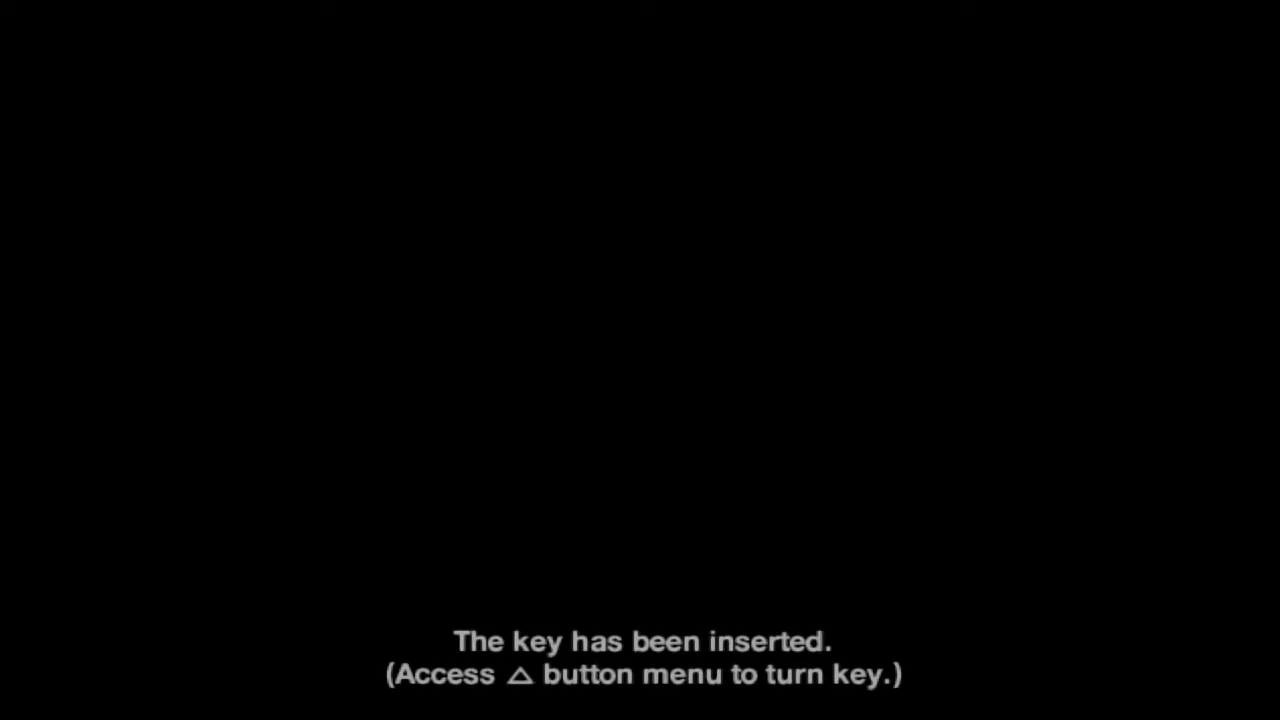 The key has been inserted.
(Access △ button menu to turn key.)